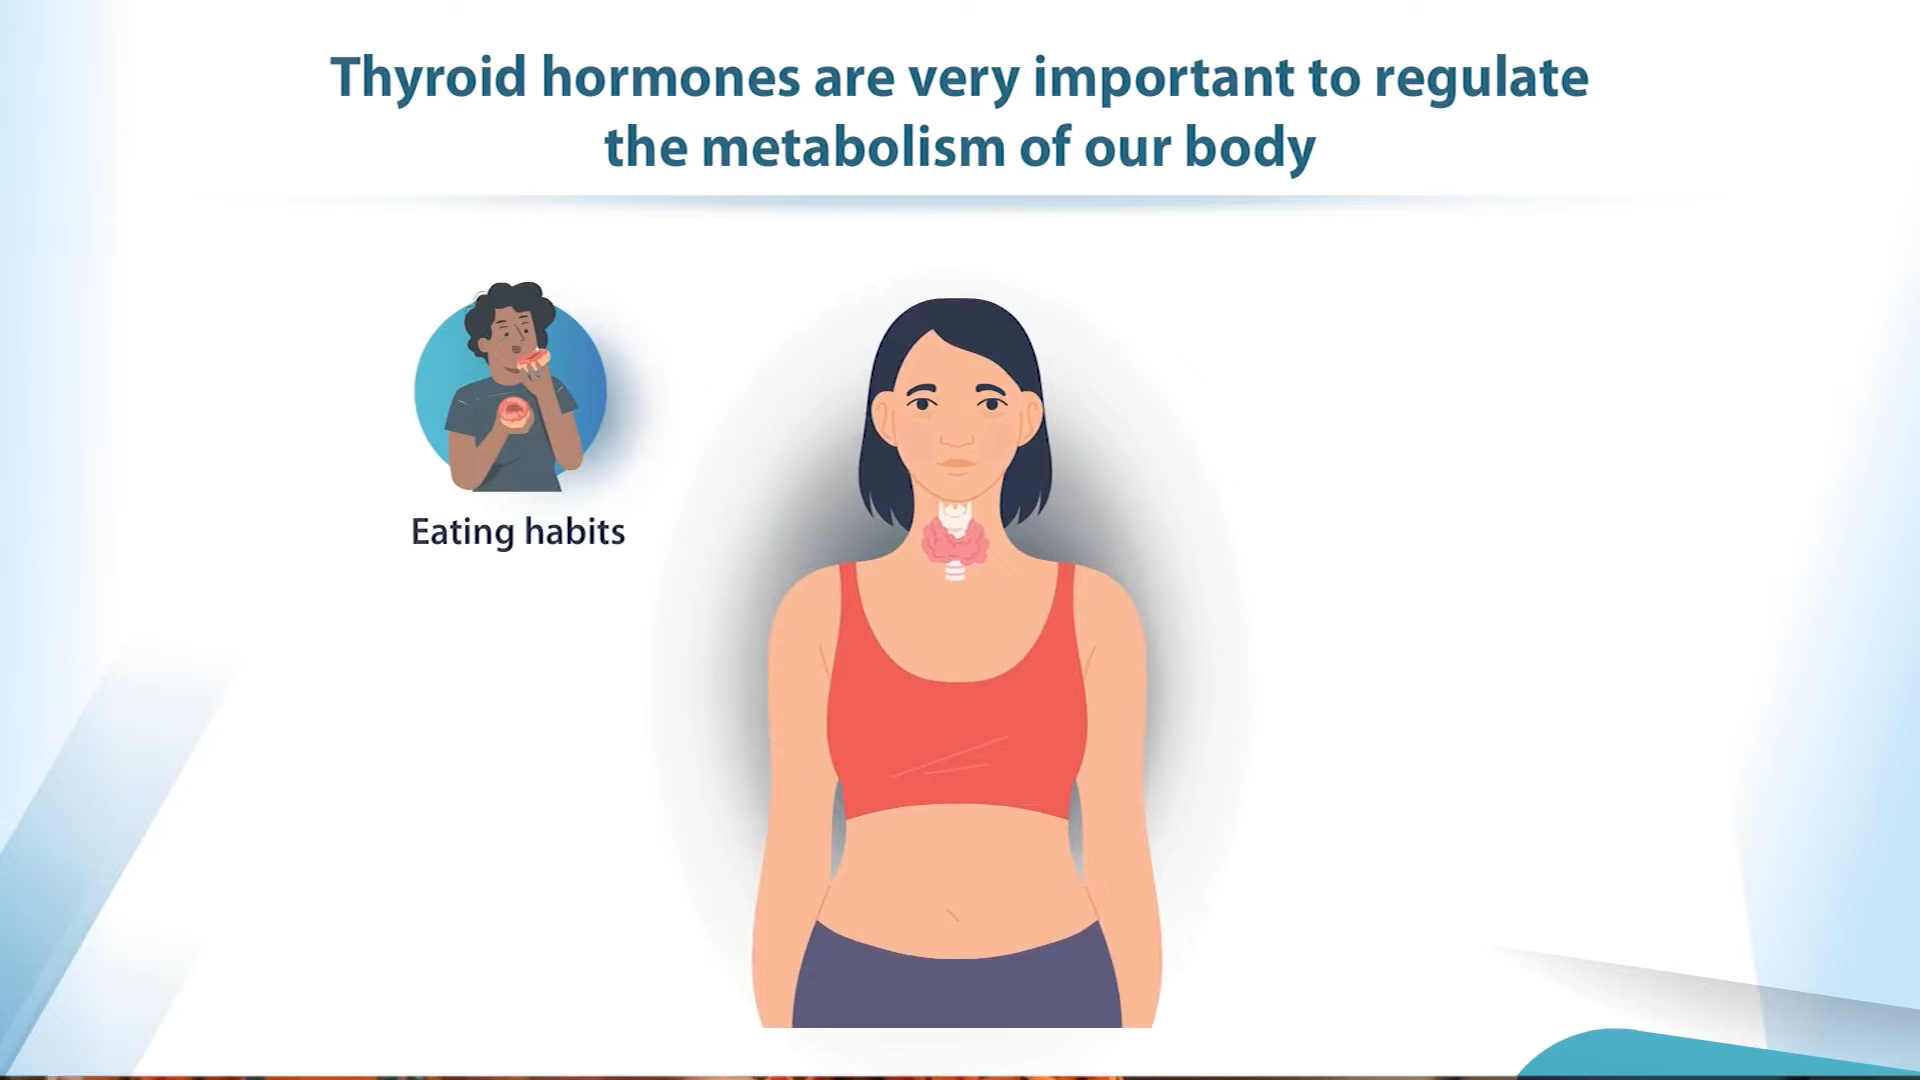 Thyroid hormones are very important to regulate
the metabolism of our body
Eating habits